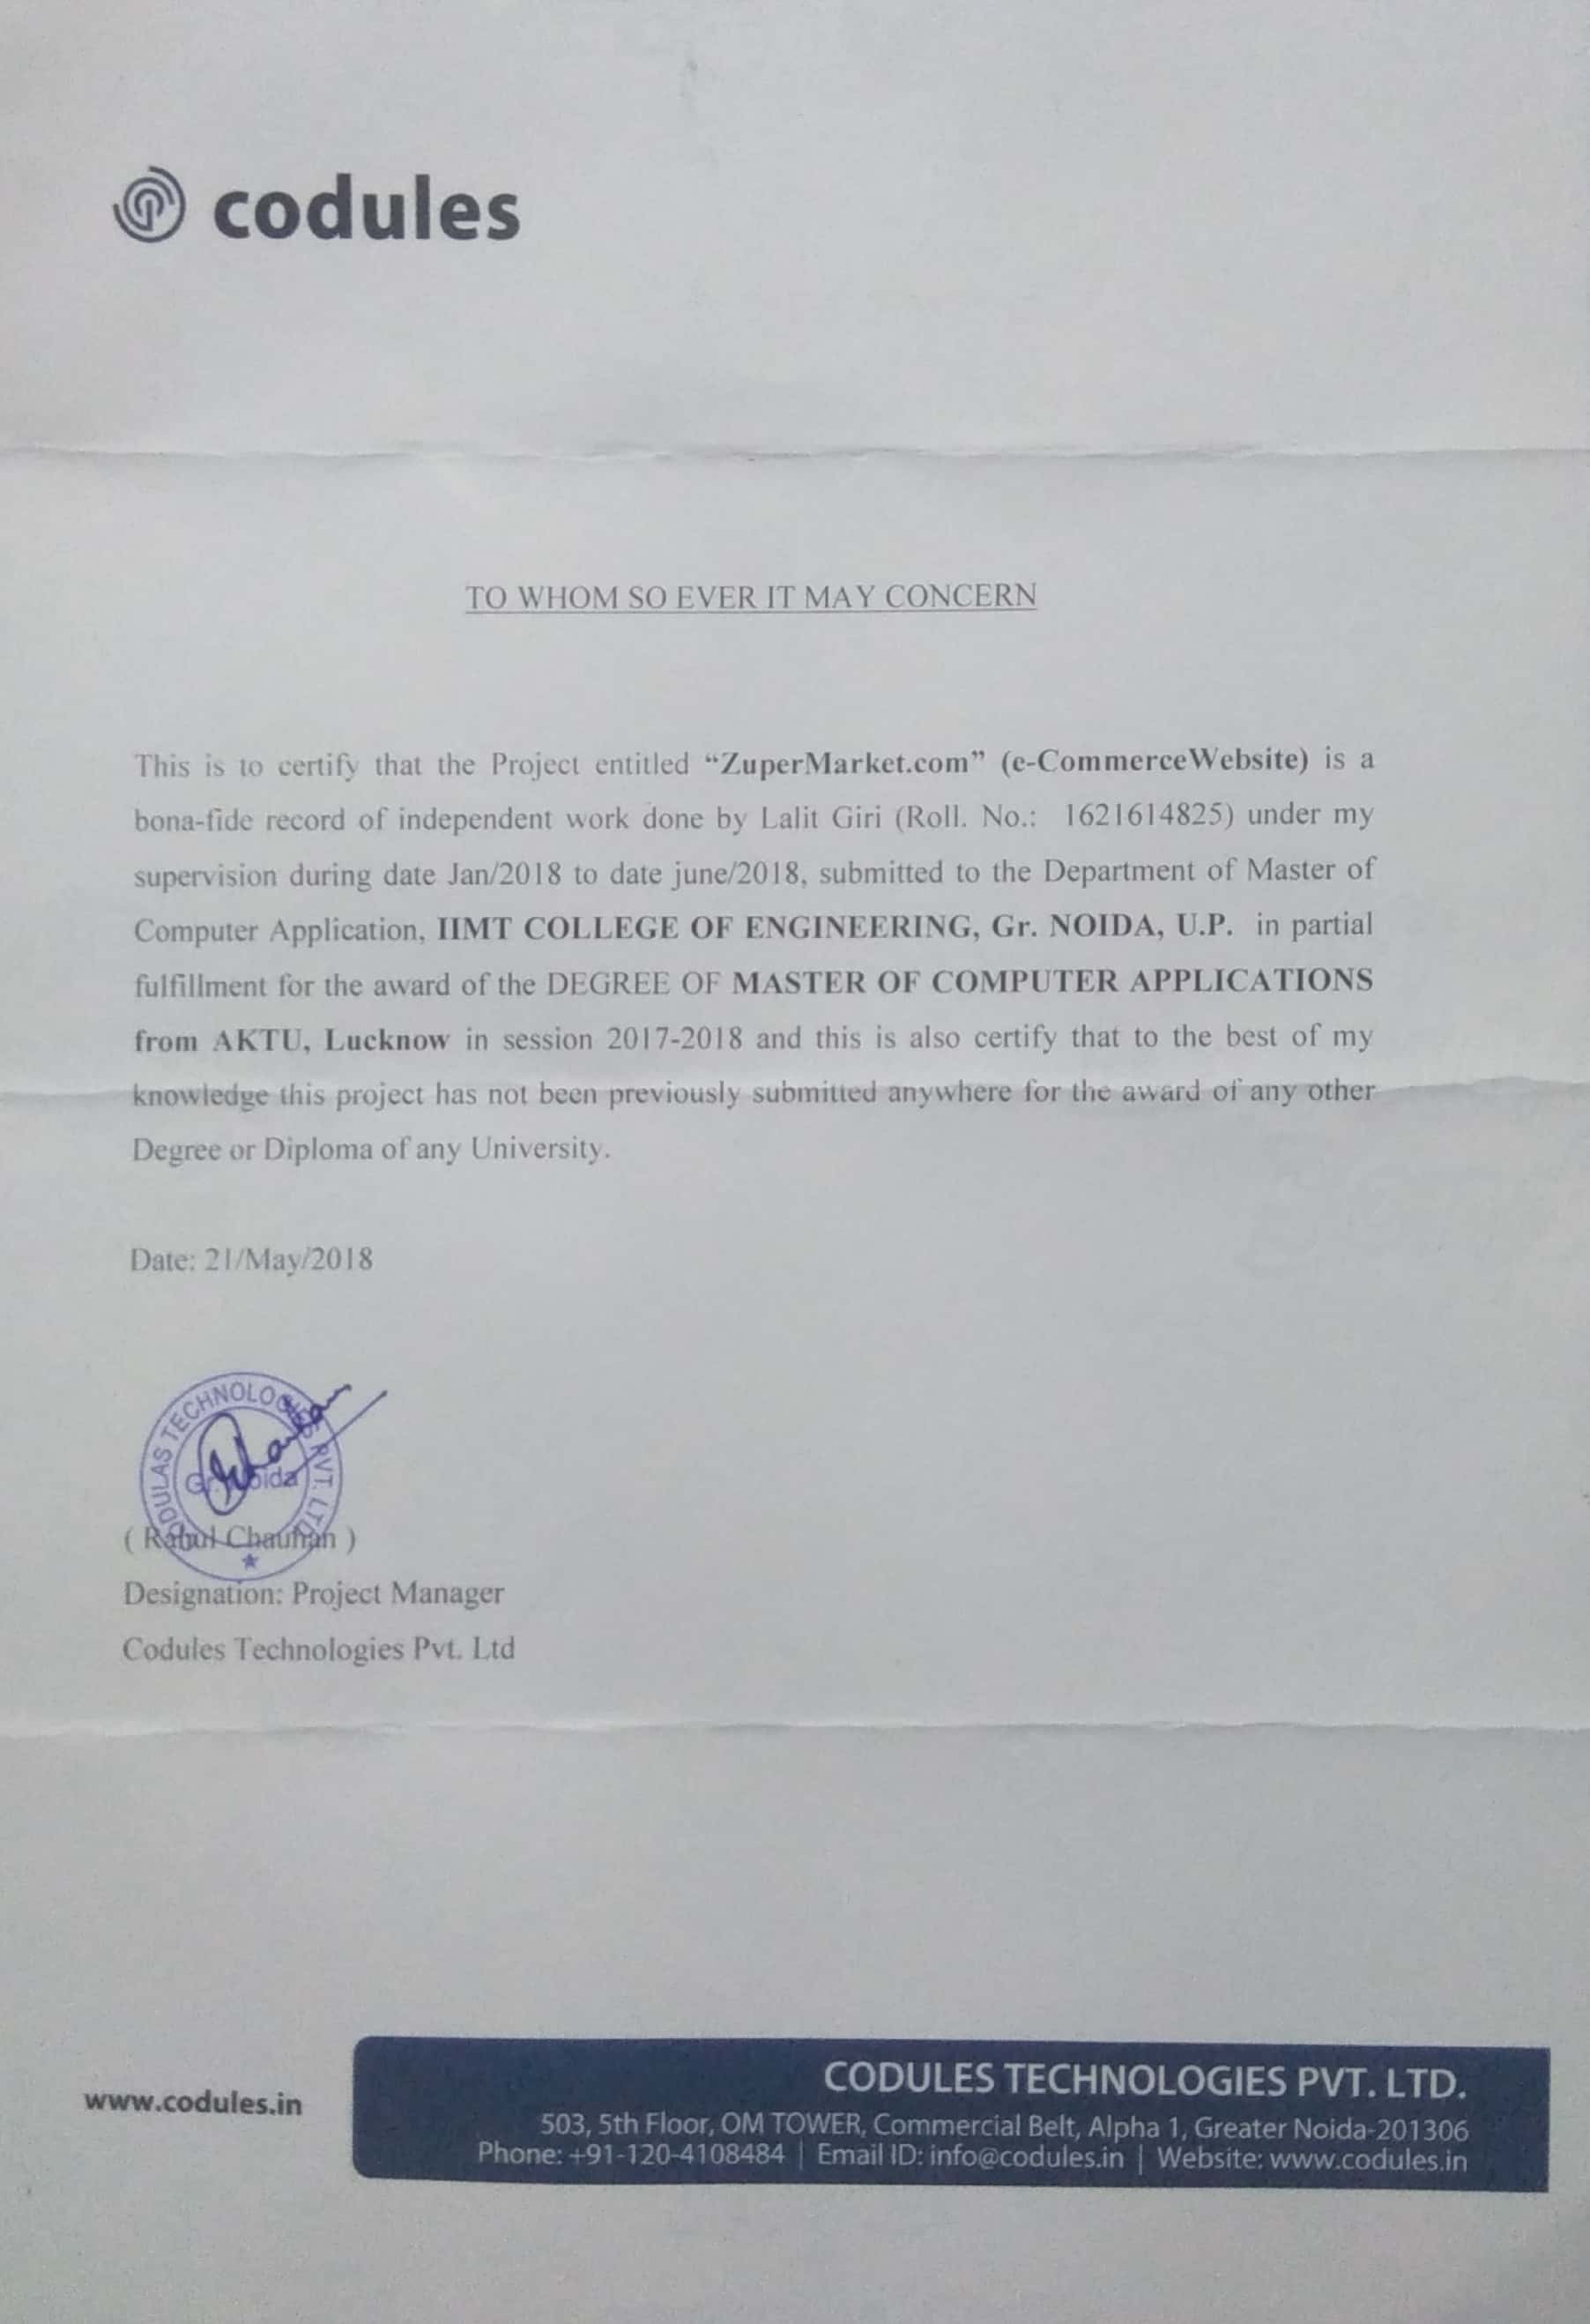 codules
TO WHOM SO EVER IT MAY CONCERN
This is to certify that the Project entitled “ZuperMarket.com” (e-CommerceWebsite) is a
bona-fide record of independent work done by Lalit Giri (Roll. No.: 1621614825) under my
supervision during date Jan/2018 to date june/2018, submitted to the Department of Master of
Computer Application, IIMT COLLEGE OF ENGINEERING, Gr. NOIDA, U.P. in partial
fulfillment for the award of the DEGREE OF MASTER OF COMPUTER APPLICATIONS
from AKTU, Lucknow in session 2017-2018 and this is also certify that to the best of my
knowledge this project has not been previously submitted anywhere for the award of any other
Degree or Diploma of any University.
Date: 21/May/2018
( Rahul Chauhan )
Designation: Project Manager
Codules Technologies Pvt. Ltd
www.codules.in
CODULES TECHNOLOGIES PVT. LTD.
503, 5th Floor, OM TOWER, Commercial Belt, Alpha 1, Greater Noida-201306
Phone: +91-120-4108484 | Email ID: info@codules.in | Website: www.codules.in